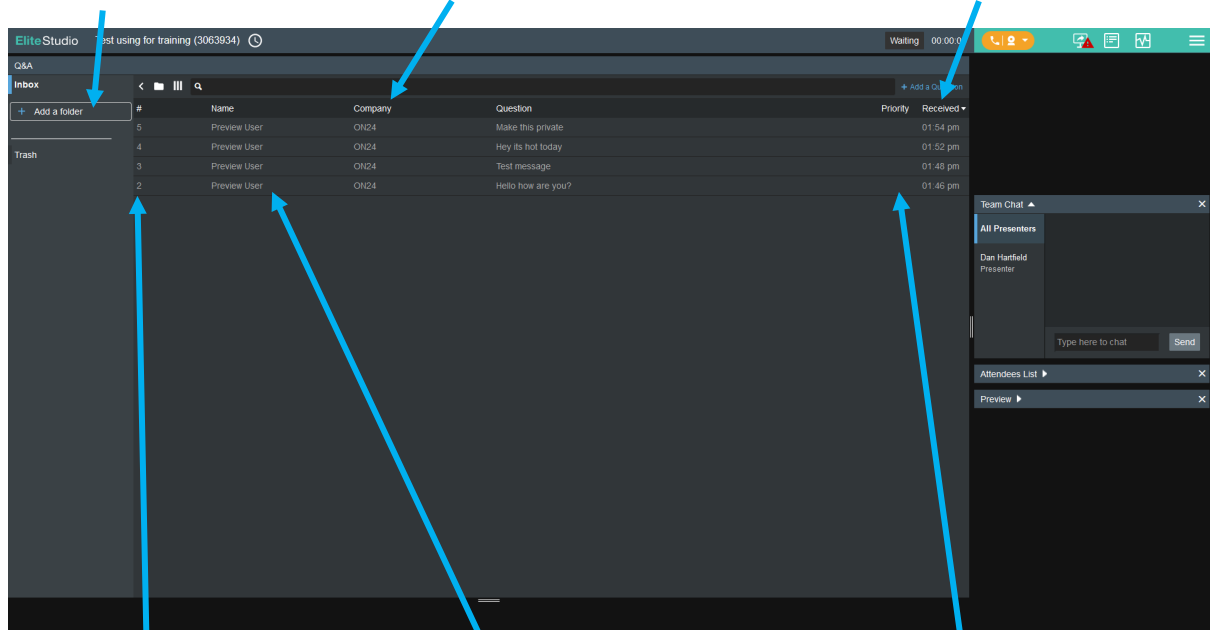 EliteStudio Test using for training (3063934) Waiting 00:00:0
Q&A
Inbox
+ Add a Question
+ Add a folder
# Name Company Question Priority Received
5 Preview User ON24 Make this private 01:54 pm
4 Preview User ON24 Hey its hot today 01:52 pm
Trash
3 Preview User ON24 Test message 01:48 pm
2 Preview User ON24 Hello how are you? 01:46 pm
Team Chat
All Presenters
Dan Hartfield
Presenter
Type here to chat Send
Attendees List
Preview